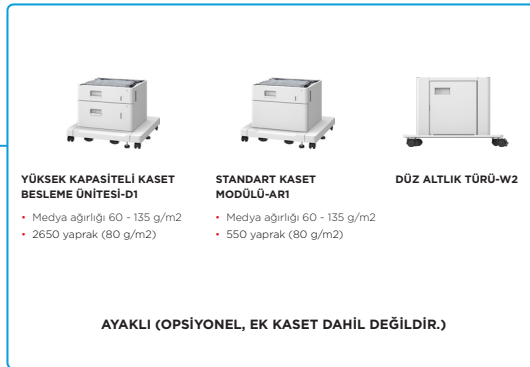 YÜKSEK KAPASİTELİ KASET
BESLEME ÜNİTESİ-D1
• Medya ağırlığı 60 - 135 g/m2
• 2650 yaprak (80 g/m2)
STANDART KASET
MODÜLÜ-AR1
• Medya ağırlığı 60 - 135 g/m2
• 550 yaprak (80 g/m2)
DÜZ ALTLIK TÜRÜ-W2
AYAKLI (OPSİYONEL, EK KASET DAHİL DEĞİLDİR.)